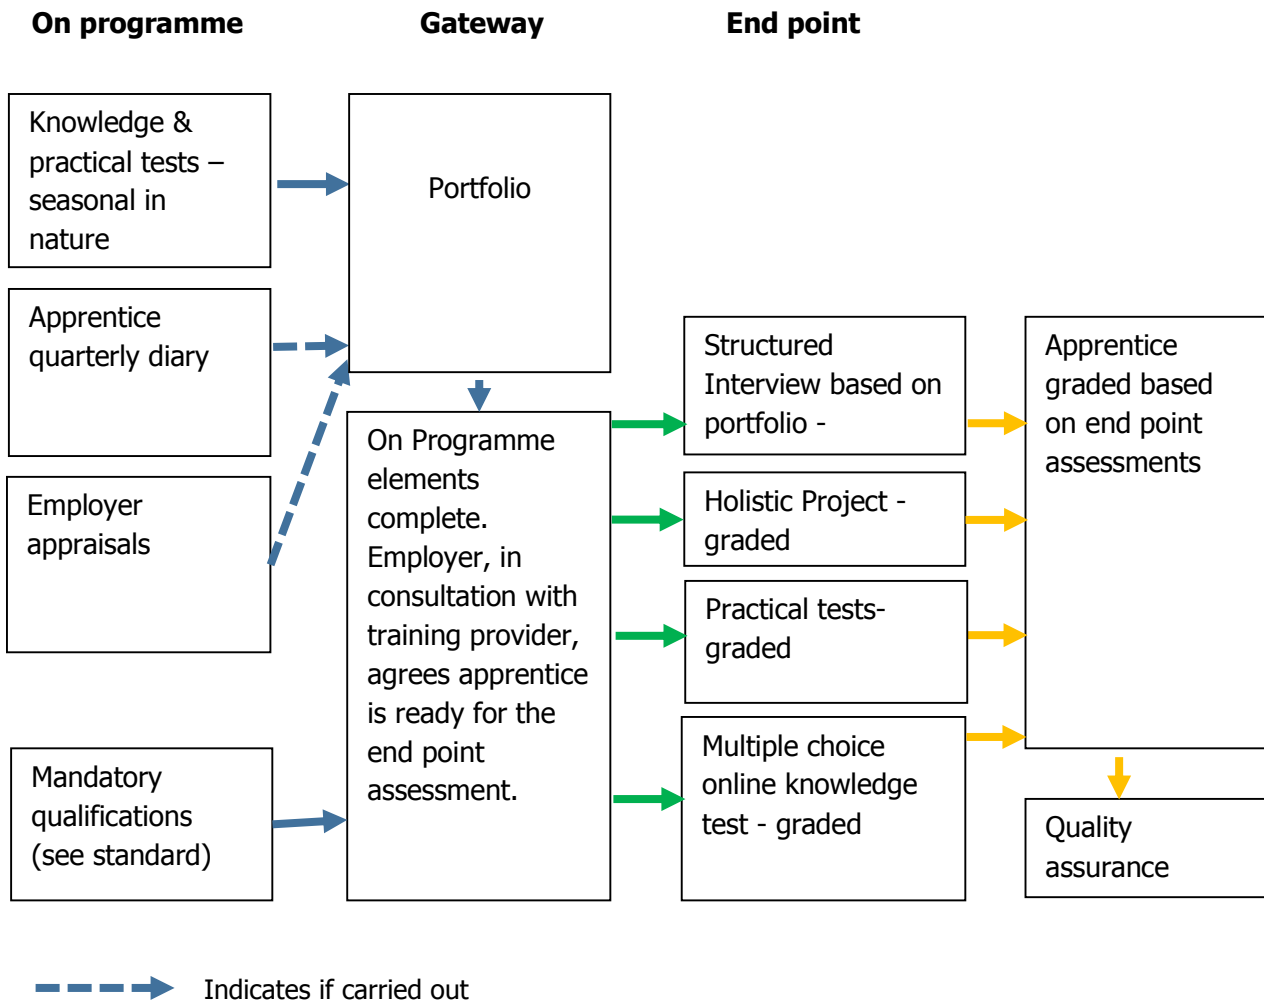 On programme
Gateway
End point
Knowledge &
practical tests –
seasonal in
nature
Portfolio
Apprentice
quarterly diary
Employer
appraisals
Mandatory
qualifications
(see standard)
On Programme
elements
complete.
Employer, in
consultation with
training provider,
agrees apprentice
is ready for the
end point
assessment.
Structured
Interview based on
portfolio -
Holistic Project -
graded
Practical tests-
graded
Multiple choice
online knowledge
test - graded
Apprentice
graded based
on end point
assessments
Quality
assurance
Indicates if carried out